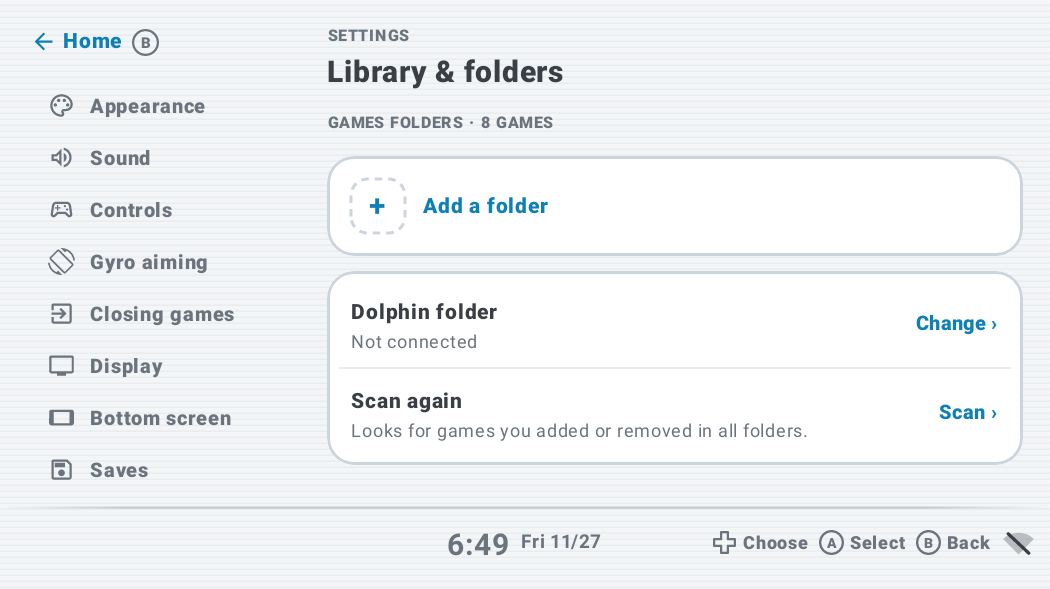 Home B
Appearance
Sound
Controls
Gyro aiming
Closing games
Display
Bottom screen
Saves
SETTINGS
Library & folders
GAMES FOLDERS · 8 GAMES
+ Add a folder
Dolphin folder
Not connected
Change ›
Scan again
Looks for games you added or removed in all folders.
Scan ›
6:49 Fri 11/27
Choose A Select B Back